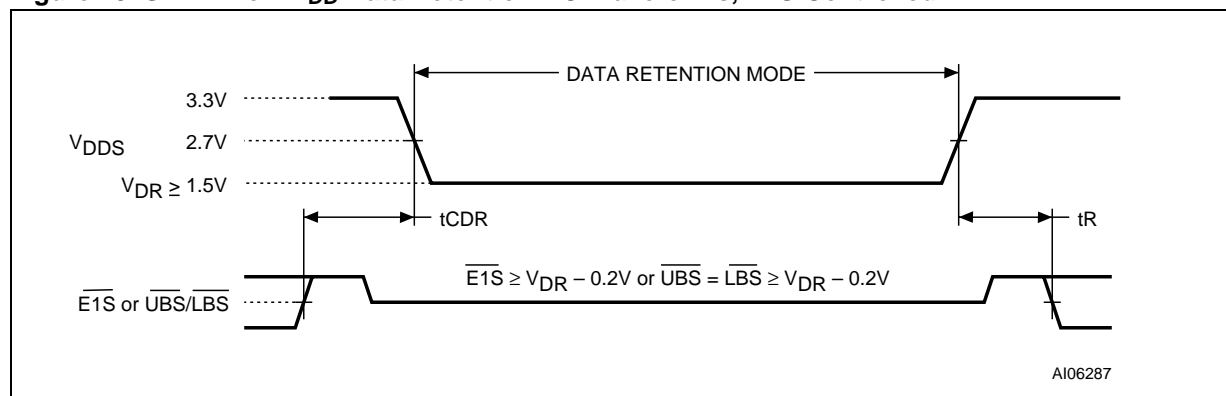 DATA RETENTION MODE
3.3V
VDDS 2.7V
VDR ≥ 1.5V
tCDR
tR
E1S ≥ VDR – 0.2V or UBS = LBS ≥ VDR – 0.2V
E1S or UBS/LBS
AI06287